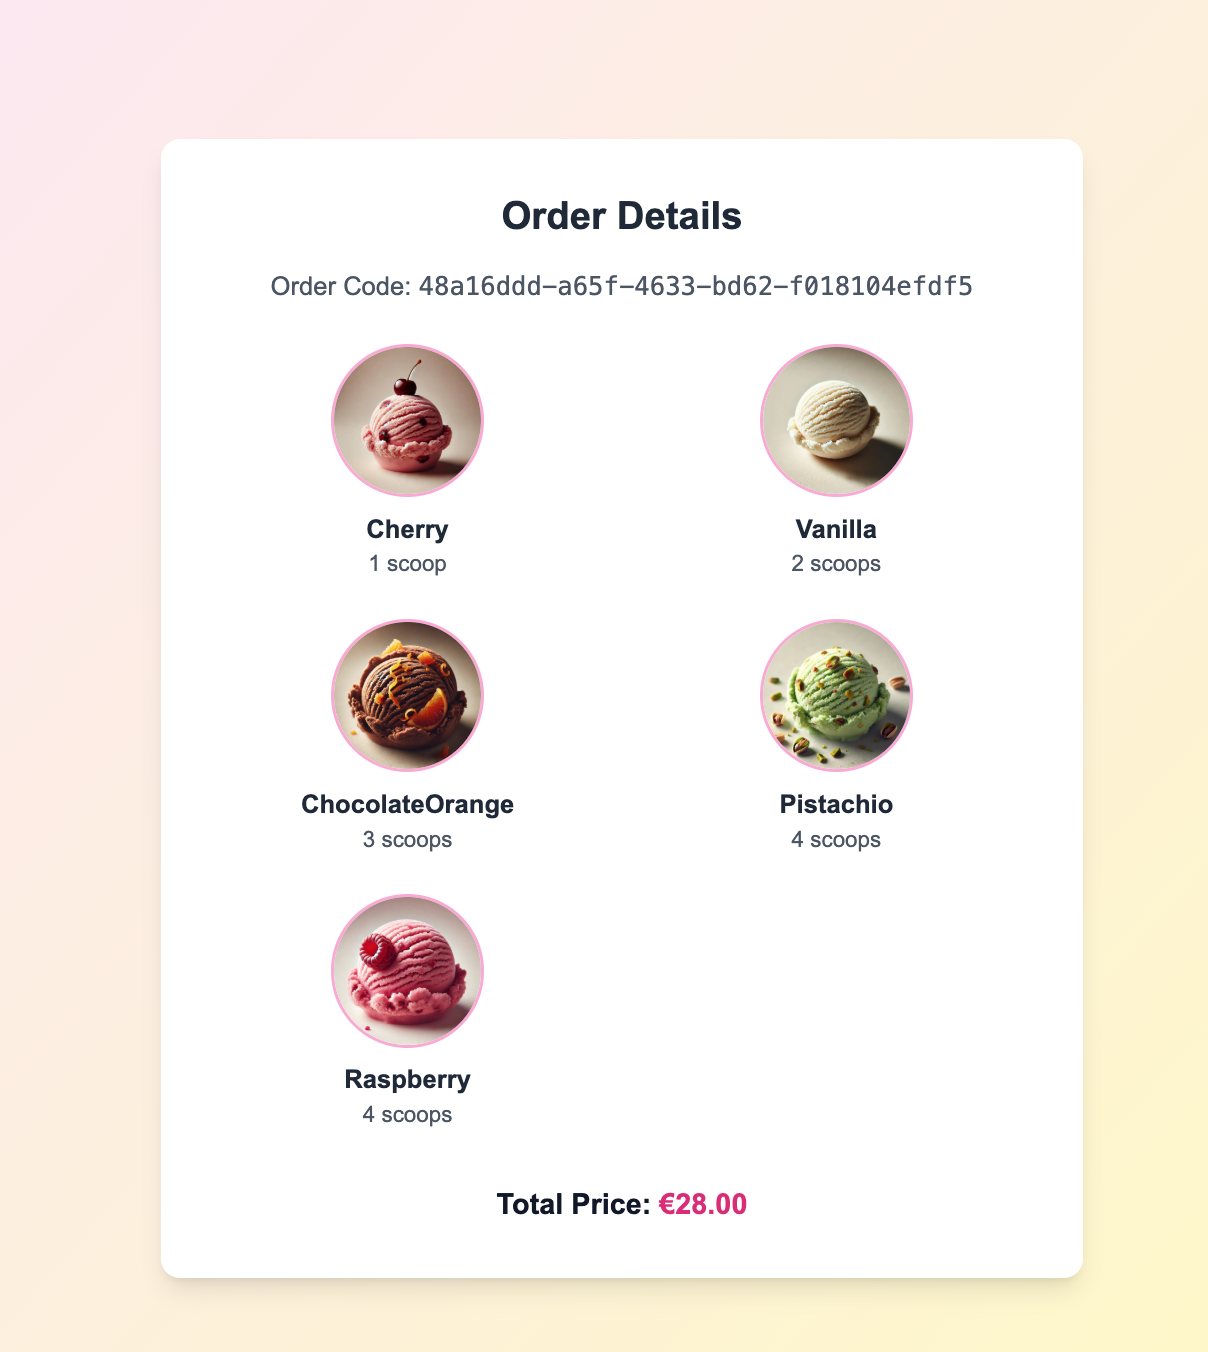 Order Details
Order Code: 48a16ddd-a65f-4633-bd62-f018104efdf5
Cherry
1 scoop
Vanilla
2 scoops
ChocolateOrange
3 scoops
Pistachio
4 scoops
Raspberry
4 scoops
Total Price: €28.00